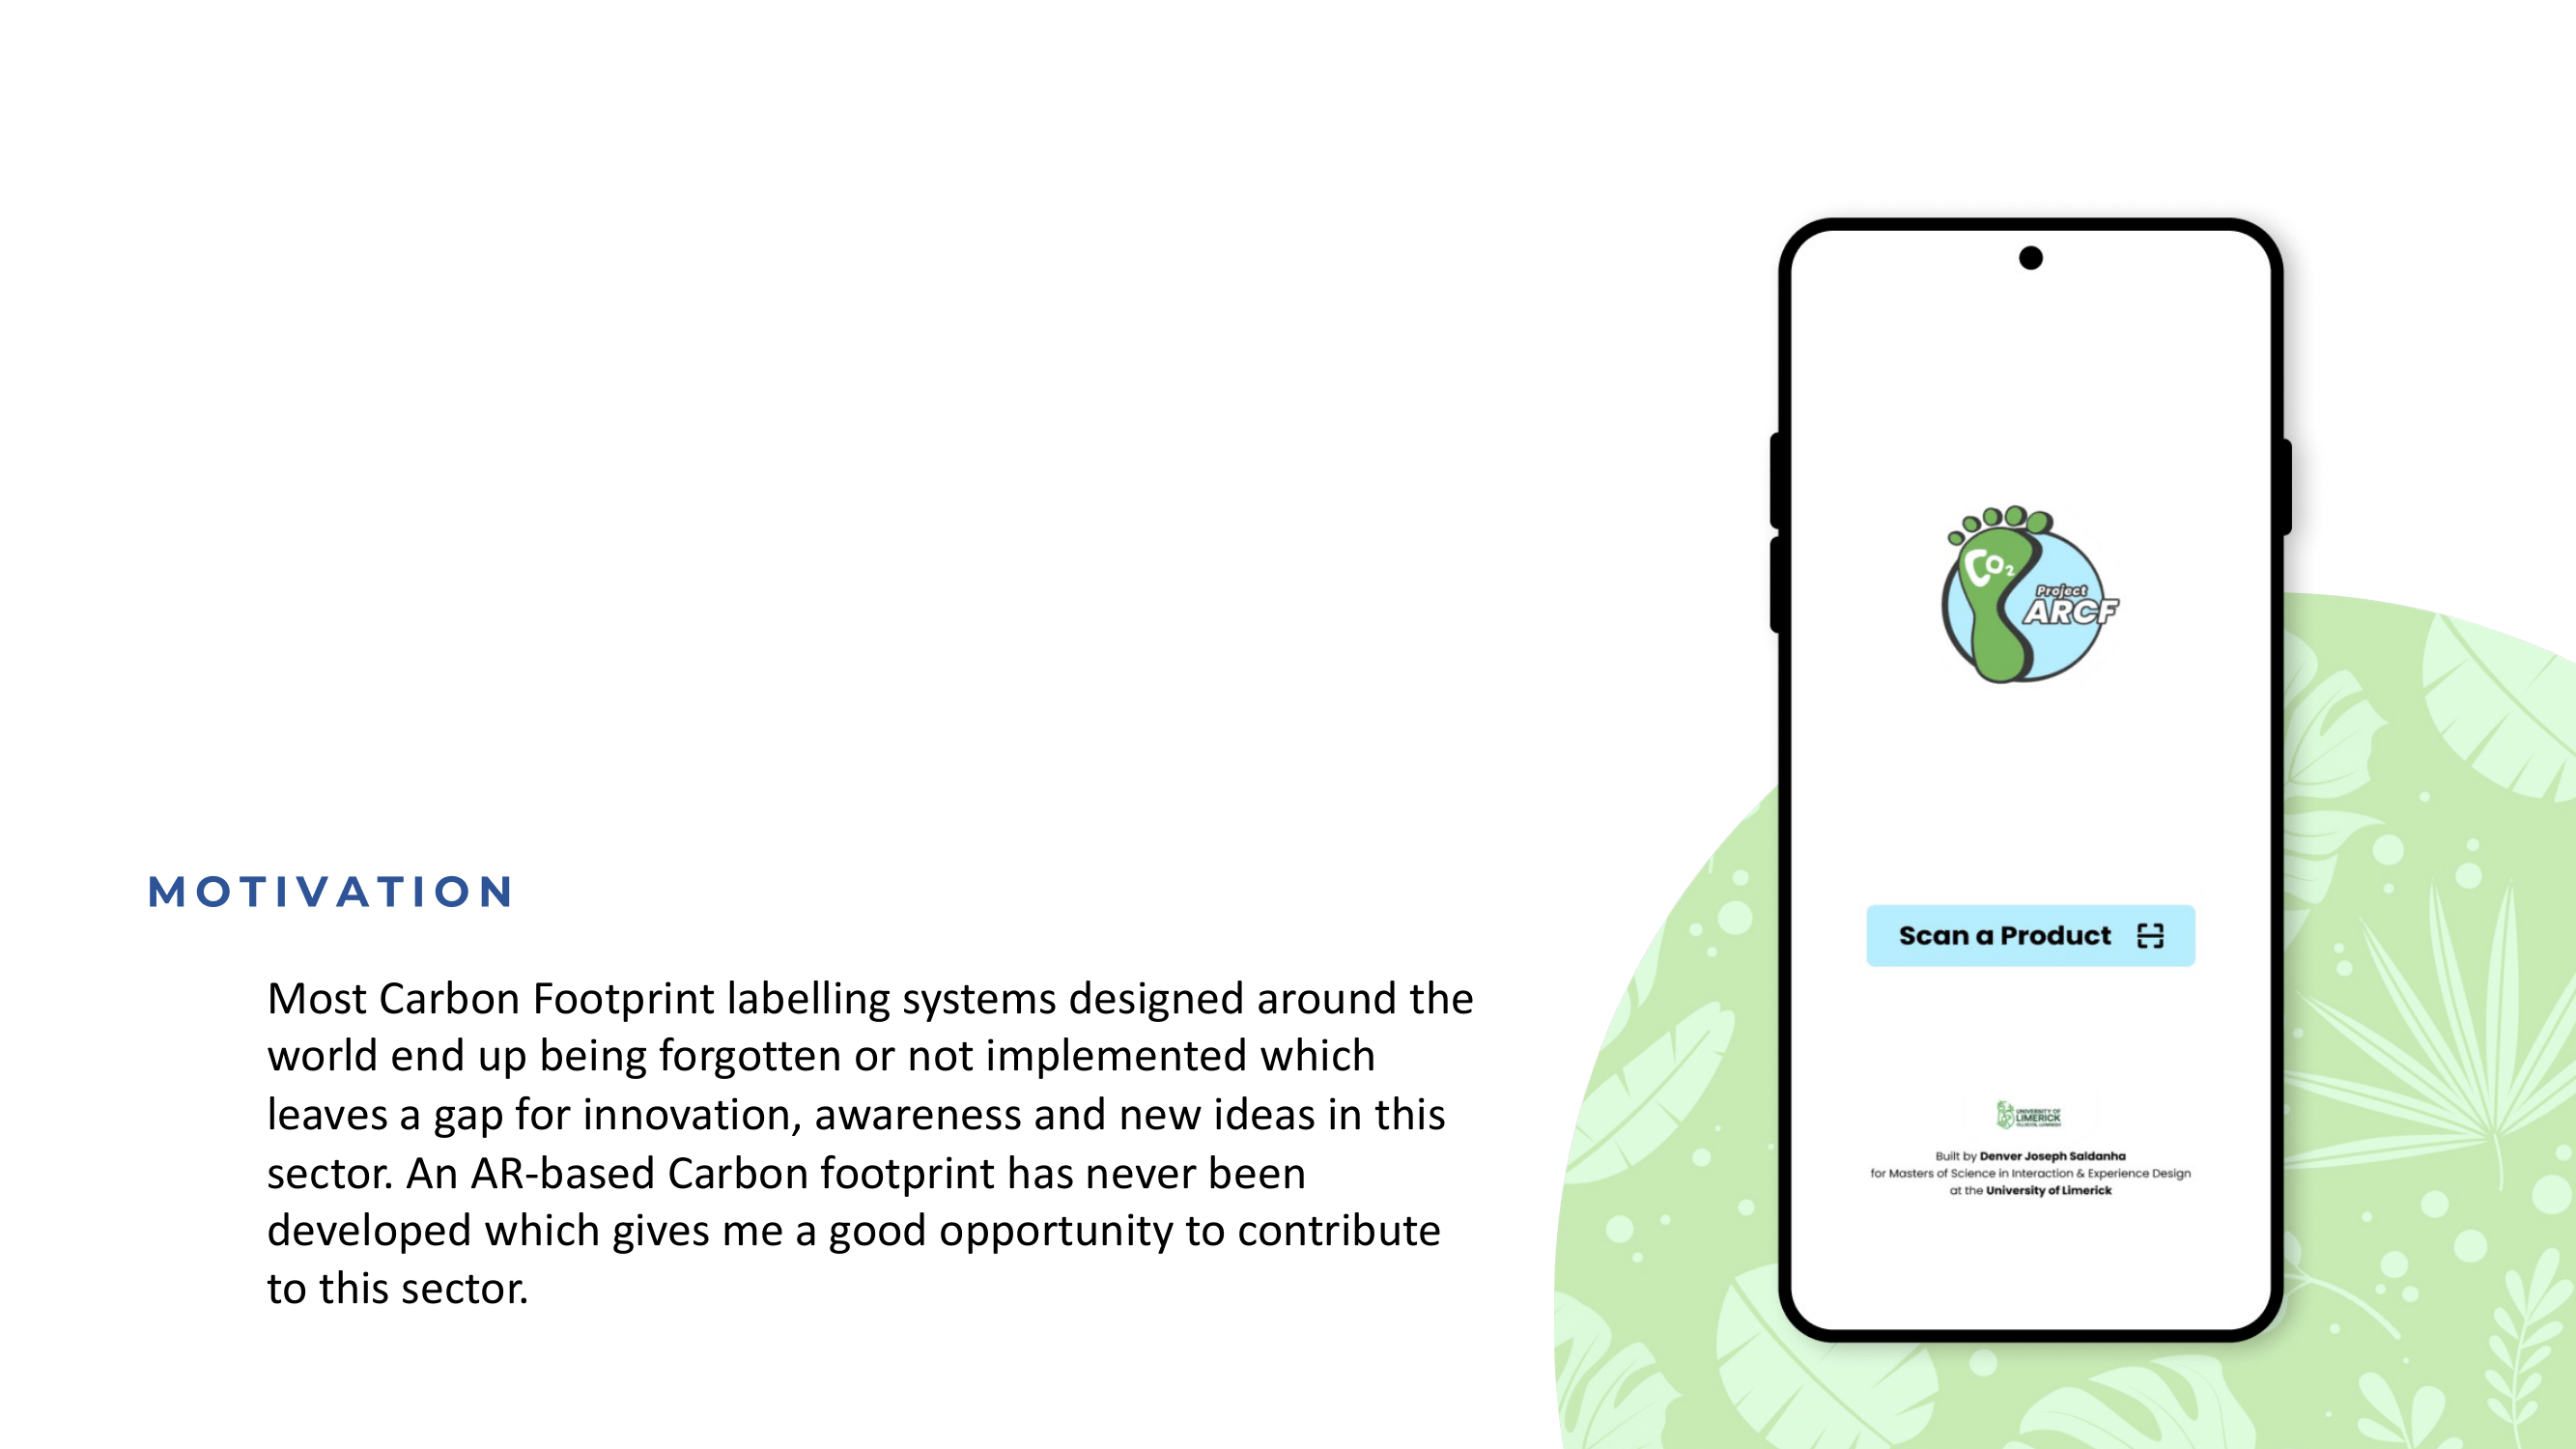 MOTIVATION
Most Carbon Footprint labelling systems designed around the
world end up being forgotten or not implemented which
leaves a gap for innovation, awareness and new ideas in this
sector. An AR-based Carbon footprint has never been
developed which gives me a good opportunity to contribute
to this sector.
CO₂
Project
ARCF
Scan a Product
UNIVERSITY OF
LIMERICK
Built by Denver Joseph Saldanha
for Masters of Science in Interaction & Experience Design
at the University of Limerick